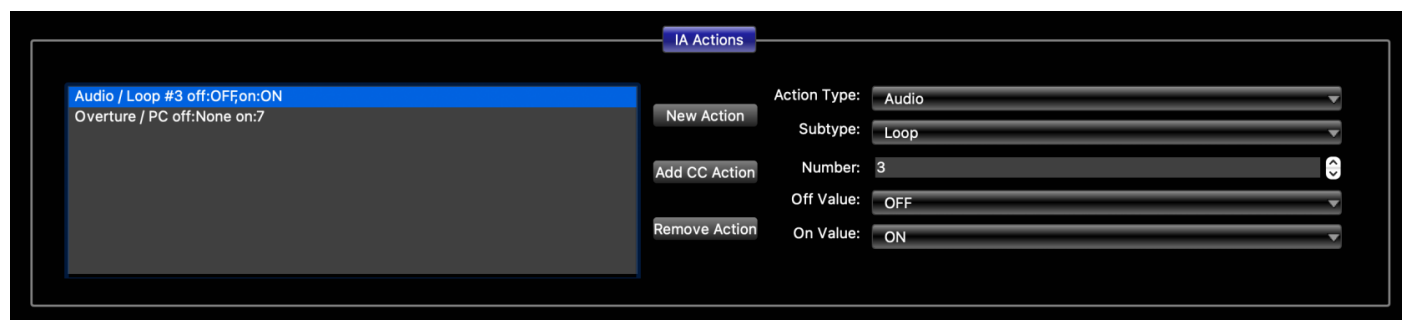 IA Actions
Audio / Loop #3 off:OFF,on:ON
Overture / PC off:None on:7
New Action
Add CC Action
Remove Action
Action Type: Audio
Subtype: Loop
Number: 3
Off Value: OFF
On Value: ON